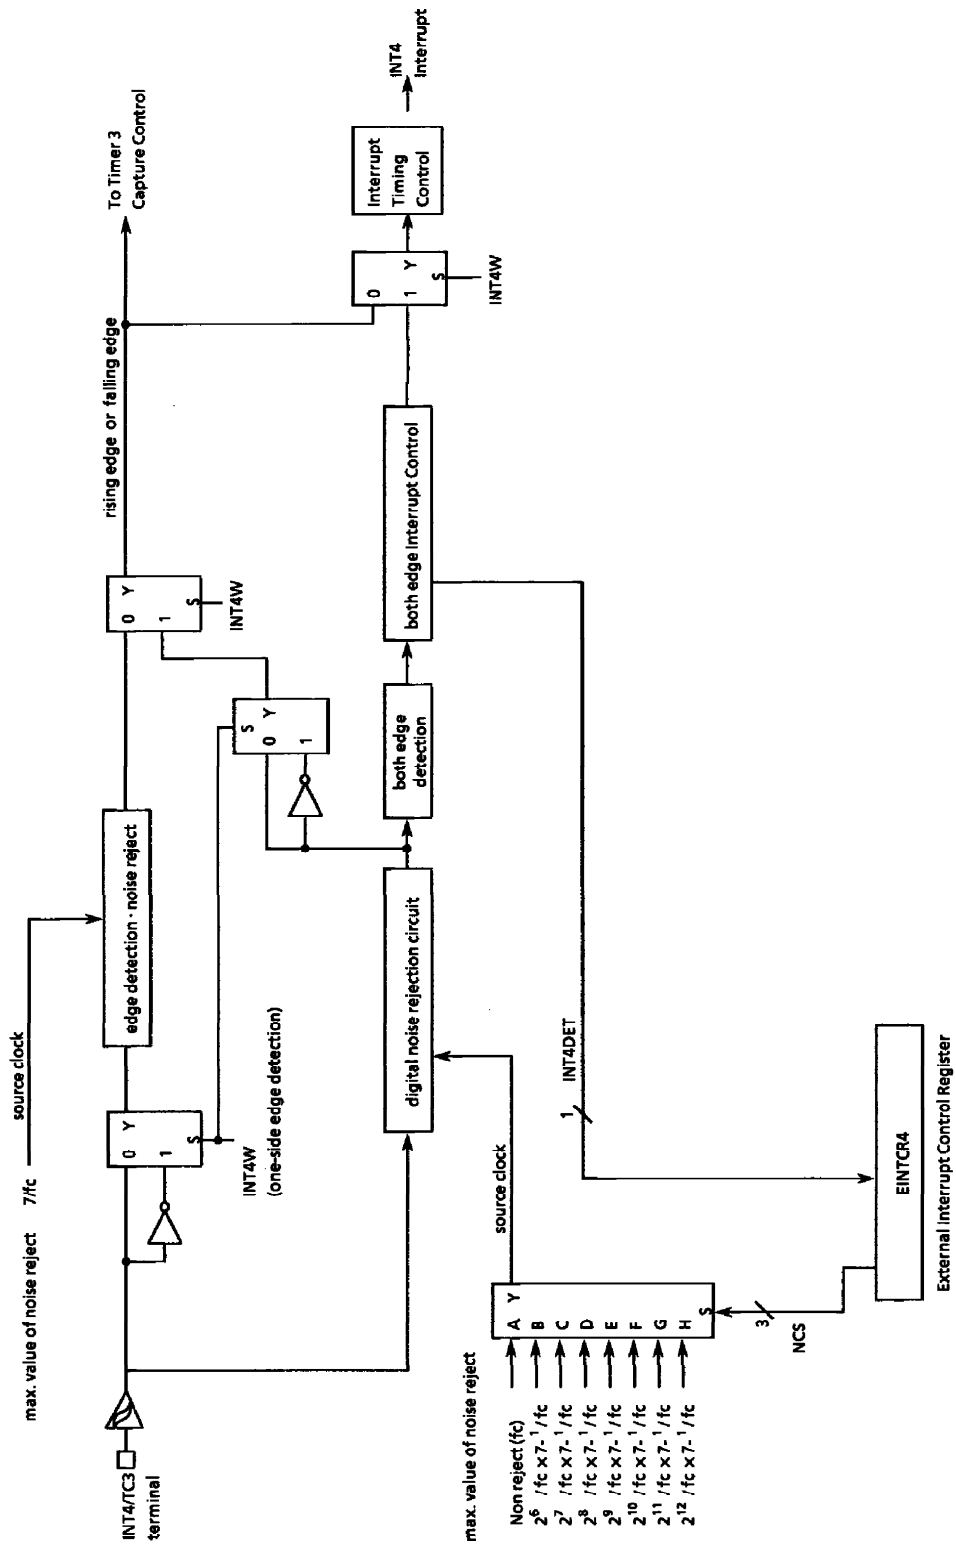 max. value of noise reject 7/fc
source clock
INT4/TC3
terminal
0 Y
1
S
INT4W
(one-side edge detection)
edge detection · noise reject
S
0 Y
1
0 Y
1
S
INT4W
rising edge or falling edge
To Timer 3
Capture Control
digital noise rejection circuit
both edge
detection
both edge Interrupt Control
0
1 Y
S
INT4W
Interrupt
Timing
Control
INT4
Interrupt
max. value of noise reject
Non reject (fc)
2⁶ / fc x 7- ¹ / fc
2⁷ / fc x 7- ¹ / fc
2⁸ / fc x 7- ¹ / fc
2⁹ / fc x 7- ¹ / fc
2¹⁰ / fc x 7- ¹ / fc
2¹¹ / fc x 7- ¹ / fc
2¹² / fc x 7- ¹ / fc
A Y
B
C
D
E
F
G
H
S
source clock
3
NCS
1
INT4DET
EINTCR4
External Interrupt Control Register